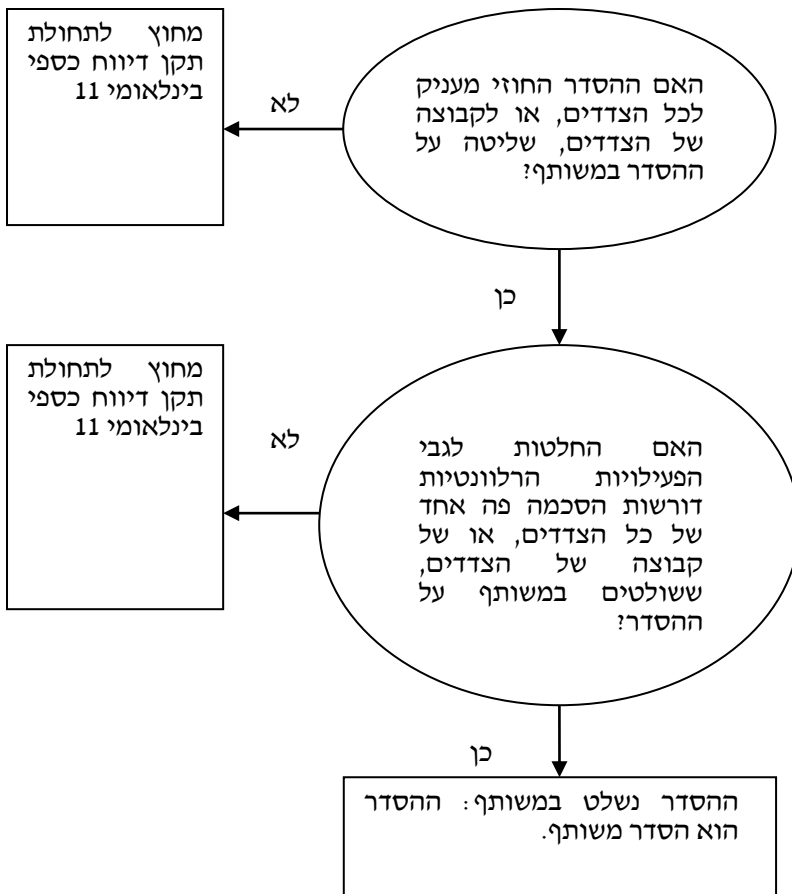 האם ההסדר החוזי מעניק
לכל הצדדים, או לקבוצה
של הצדדים, שליטה על
ההסדר במשותף?
לא
מחוץ לתחולת
תקן דיווח כספי
בינלאומי 11
כן
האם החלטות לגבי
הפעילויות הרלוונטיות
דורשות הסכמה פה אחד
של כל הצדדים, או של
קבוצה של הצדדים,
ששולטים במשותף על
ההסדר?
לא
מחוץ לתחולת
תקן דיווח כספי
בינלאומי 11
כן
ההסדר נשלט במשותף: ההסדר
הוא הסדר משותף.